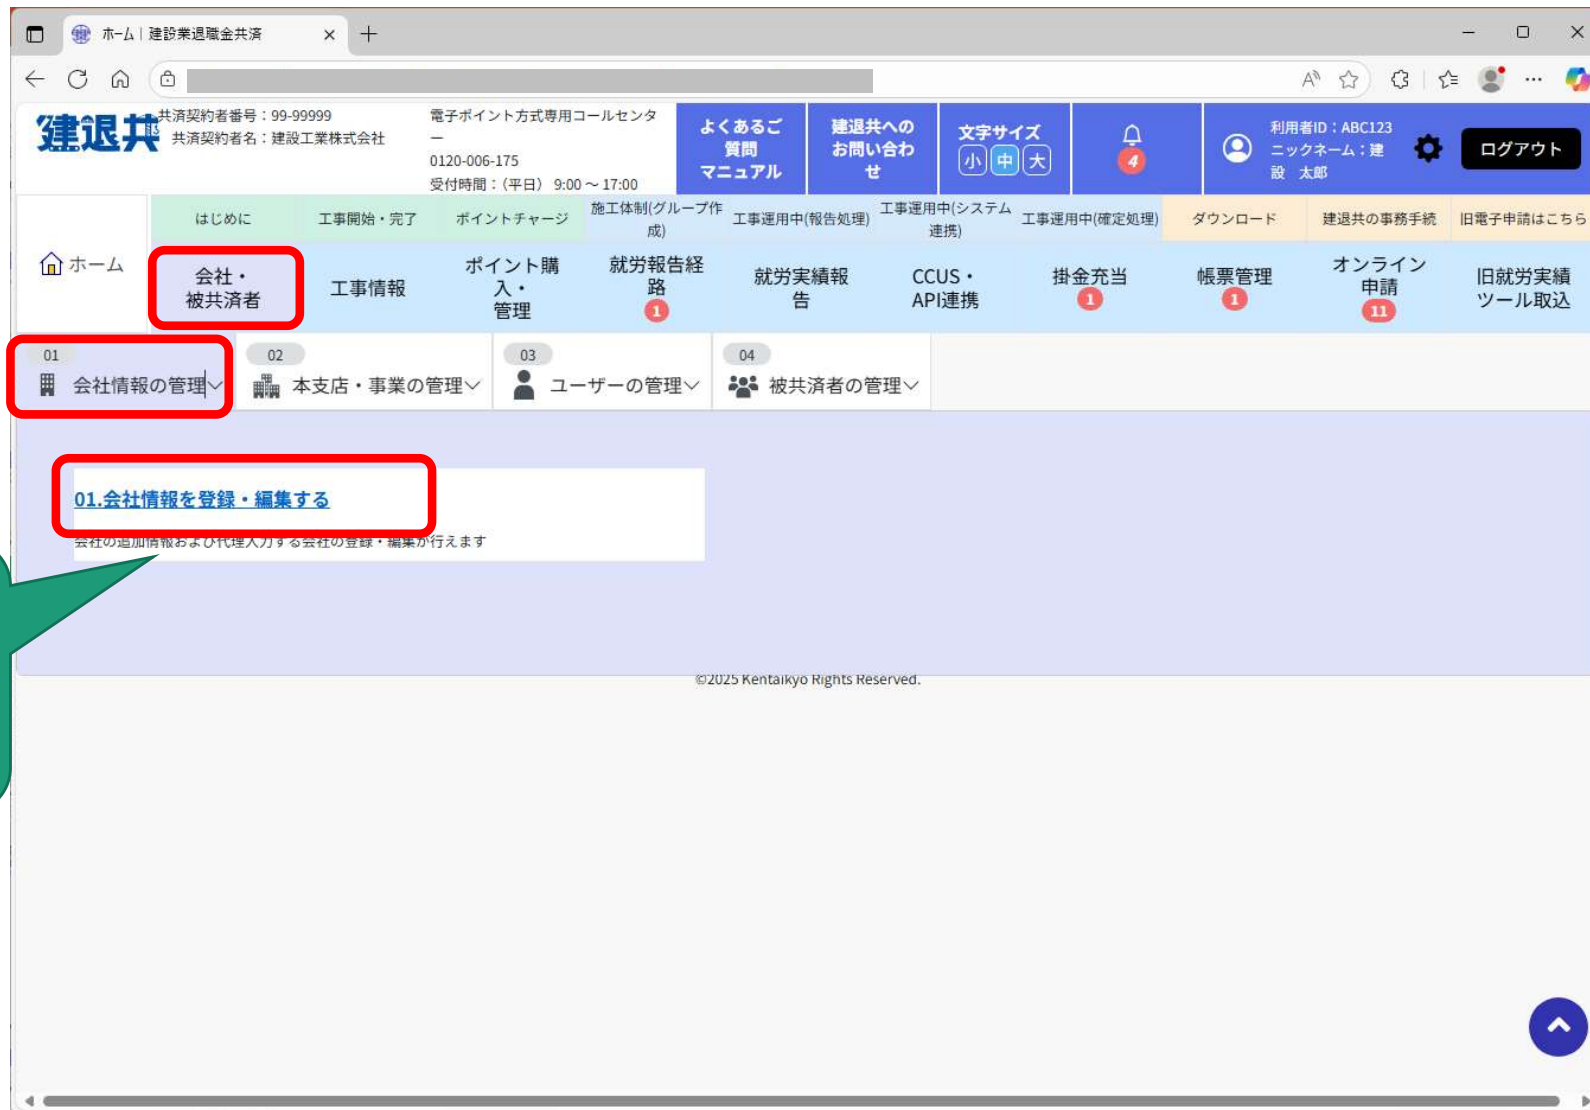 ホーム | 建設業退職金共済
建退共
共済契約者番号：99-99999
共済契約者名：建設工業株式会社
電子ポイント方式専用コールセンタ
ー
0120-006-175
受付時間：（平日） 9:00 ～ 17:00
よくあるご
質問
マニュアル
建退共への
お問い合わ
せ
文字サイズ
小 中 大
4
利用者ID：ABC123
ニックネーム：建
設　太郎
ログアウト
ホーム
はじめに
工事開始・完了
ポイントチャージ
施工体制(グループ作
成)
工事運用中(報告処理)
工事運用中(システム
連携)
工事運用中(確定処理)
ダウンロード
建退共の事務手続
旧電子申請はこちら
会社・
被共済者
工事情報
ポイント購
入・
管理
就労報告経
路
1
就労実績報
告
CCUS・
API連携
掛金充当
1
帳票管理
1
オンライン
申請
11
旧就労実績
ツール取込
01
会社情報の管理
02
本支店・事業の管理
03
ユーザーの管理
04
被共済者の管理
01.会社情報を登録・編集する
会社の追加情報および代理入力する会社の登録・編集が行えます
©2025 Kentaikyo Rights Reserved.